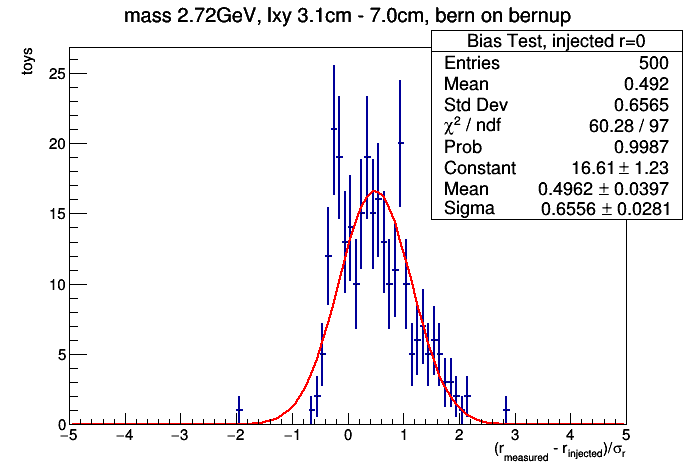 mass 2.72GeV, lxy 3.1cm - 7.0cm, bern on bernup
Bias Test, injected r=0
Entries 500
Mean 0.492
Std Dev 0.6565
χ² / ndf 60.28 / 97
Prob 0.9987
Constant 16.61 ± 1.23
Mean 0.4962 ± 0.0397
Sigma 0.6556 ± 0.0281
toys
25
20
15
10
5
0
−5 −4 −3 −2 −1 0 1 2 3 4 5
(r_measured - r_injected)/σ_r